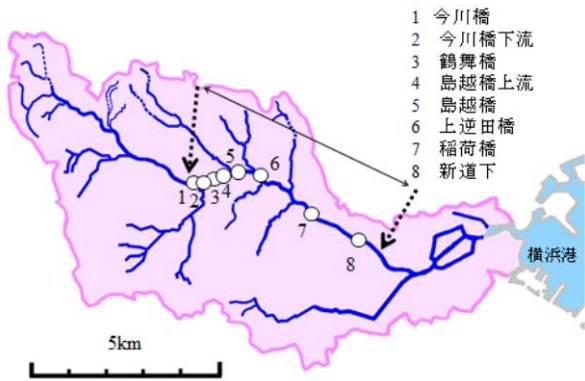 1 今川橋
2 今川橋下流
3 鶴舞橋
4 島越橋上流
5 島越橋
6 上逆田橋
7 稲荷橋
8 新道下
1
2
3
4
5
6
7
8
横浜港
5km